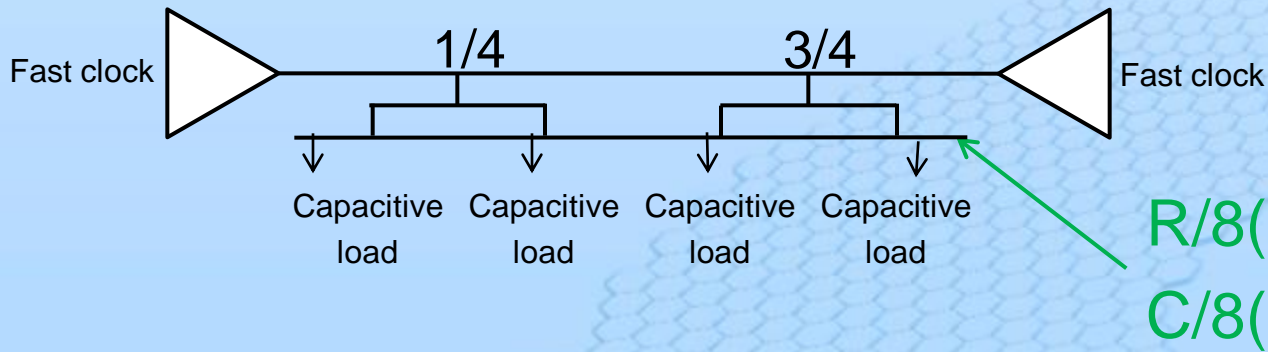 1/4 3/4
Fast clock Fast clock
Capacitive Capacitive Capacitive Capacitive
load load load load
R/8(
C/8(